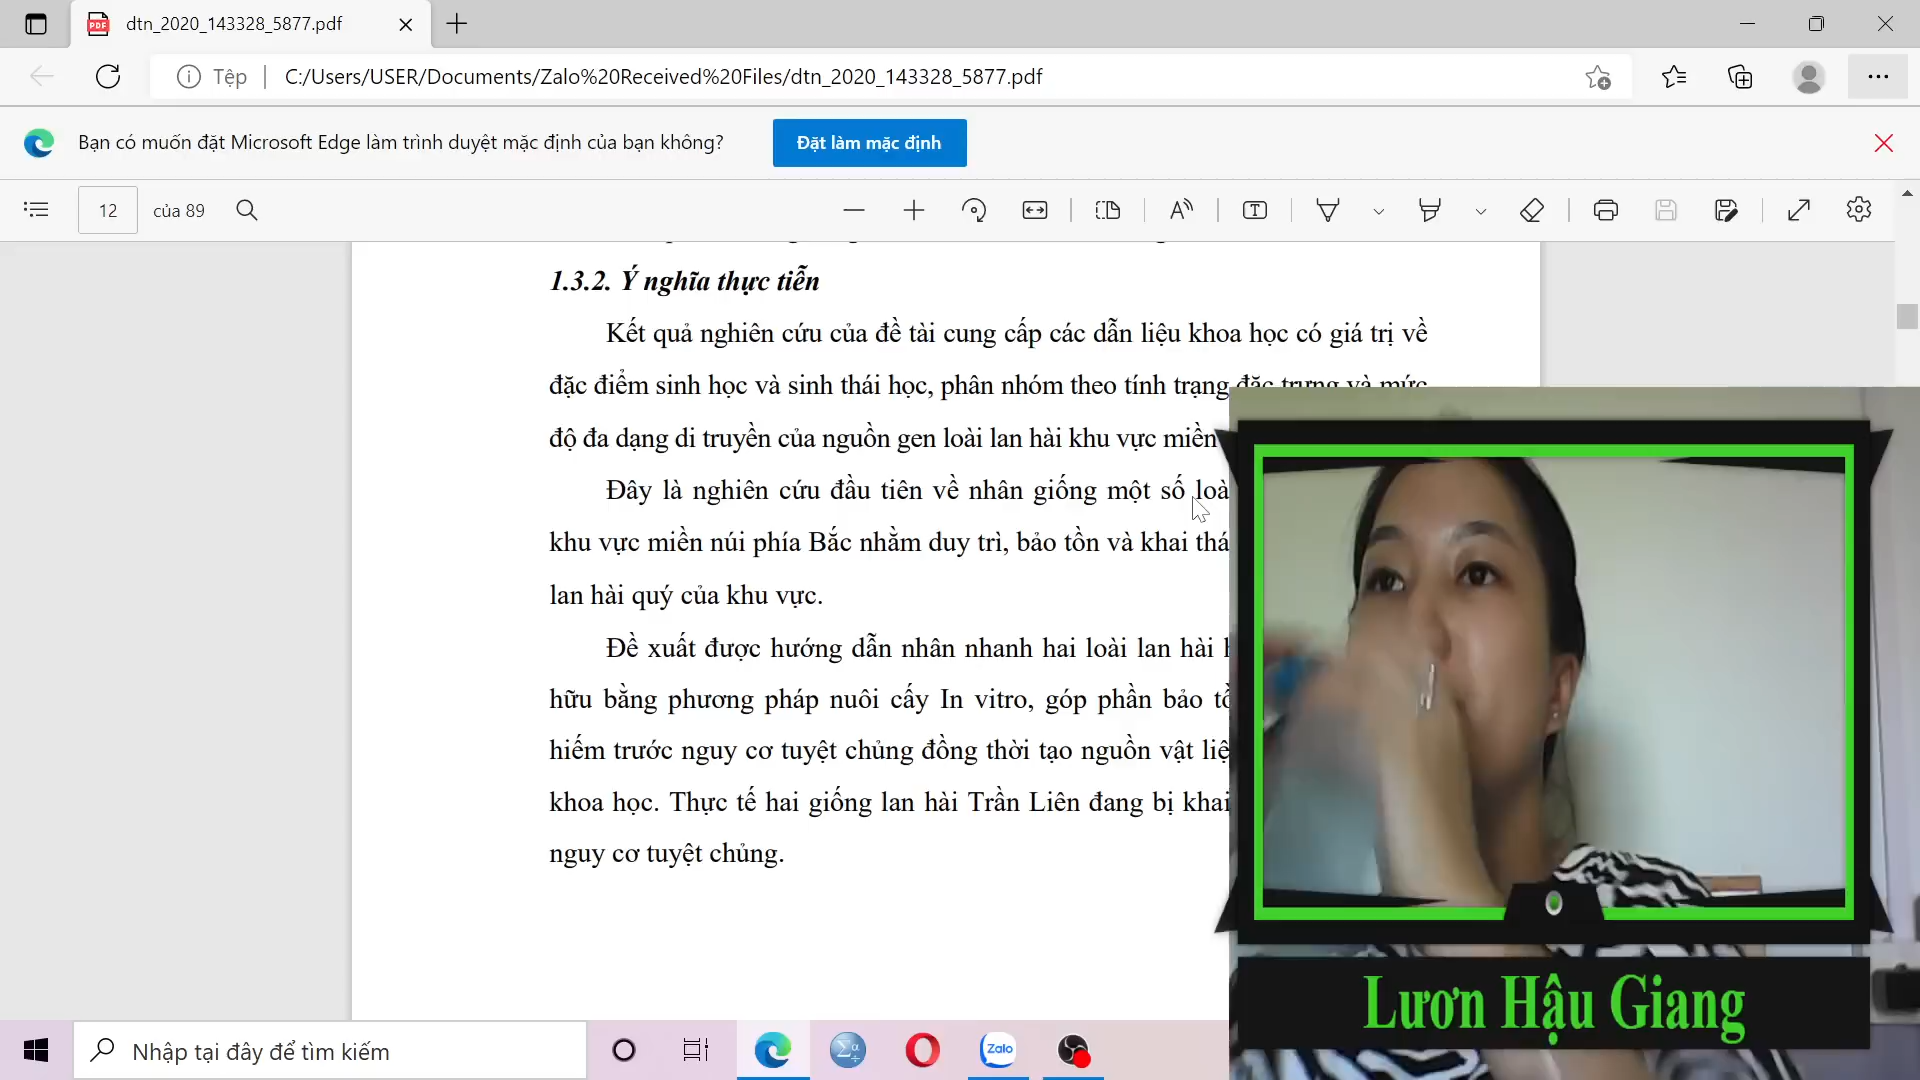 dtn_2020_143328_5877.pdf
Tệp
C:/Users/USER/Documents/Zalo%20Received%20Files/dtn_2020_143328_5877.pdf
Bạn có muốn đặt Microsoft Edge làm trình duyệt mặc định của bạn không?
Đặt làm mặc định
12 của 89
1.3.2. Ý nghĩa thực tiễn
Kết quả nghiên cứu của đề tài cung cấp các dẫn liệu khoa học có giá trị về
đặc điểm sinh học và sinh thái học, phân nhóm theo tính trạng đặc trưng và mức
độ đa dạng di truyền của nguồn gen loài lan hài khu vực miền
Đây là nghiên cứu đầu tiên về nhân giống một số loà
khu vực miền núi phía Bắc nhằm duy trì, bảo tồn và khai thá
lan hài quý của khu vực.
Đề xuất được hướng dẫn nhân nhanh hai loài lan hài
hữu bằng phương pháp nuôi cấy In vitro, góp phần bảo tồ
hiếm trước nguy cơ tuyệt chủng đồng thời tạo nguồn vật liệ
khoa học. Thực tế hai giống lan hài Trần Liên đang bị khai
nguy cơ tuyệt chủng.
Lươn Hậu Giang
Nhập tại đây để tìm kiếm
Zalo